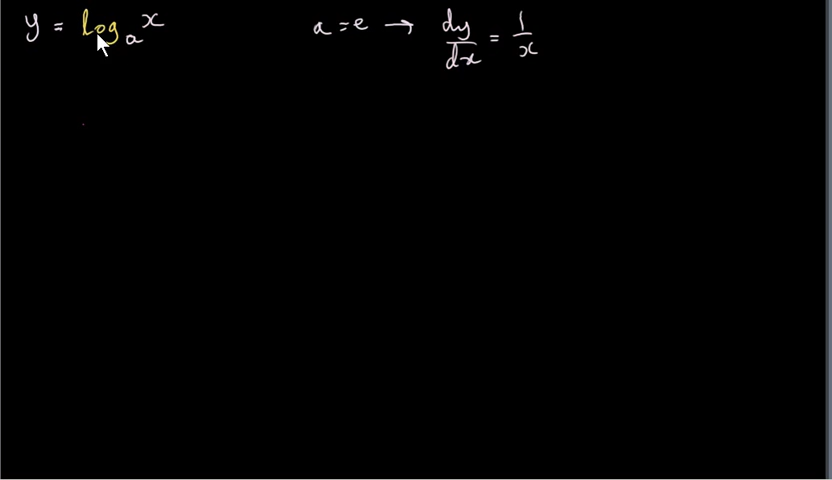 y = log_a x    a = e → dy/dx = 1/x